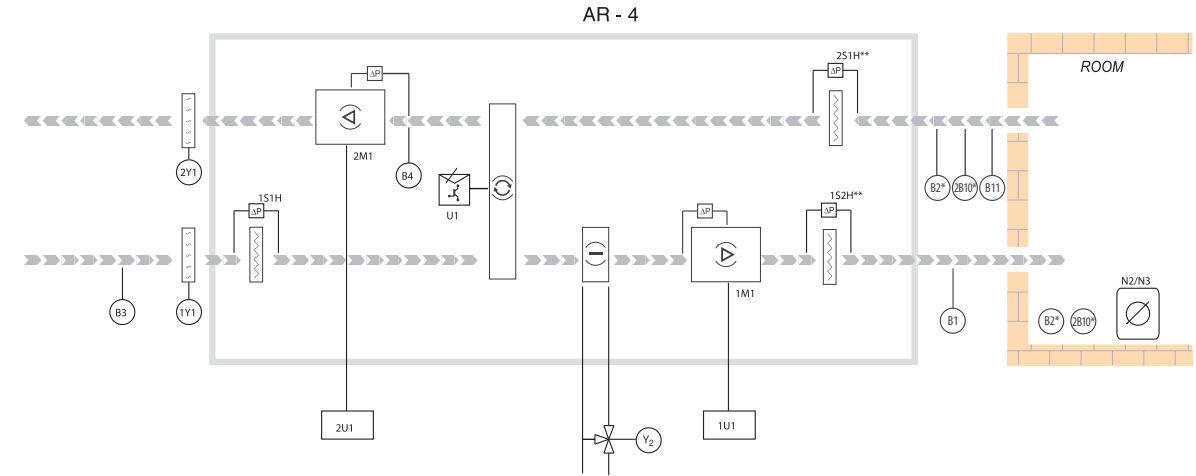 AR - 4
2S1H**
ΔP
ΔP
ROOM
2M1
2Y1
B4
B2*
2B10*
B11
1S1H
U1
1S2H**
ΔP
ΔP
ΔP
N2/N3
1M1
B3
1Y1
B1
B2*
2B10*
2U1
1U1
Y2